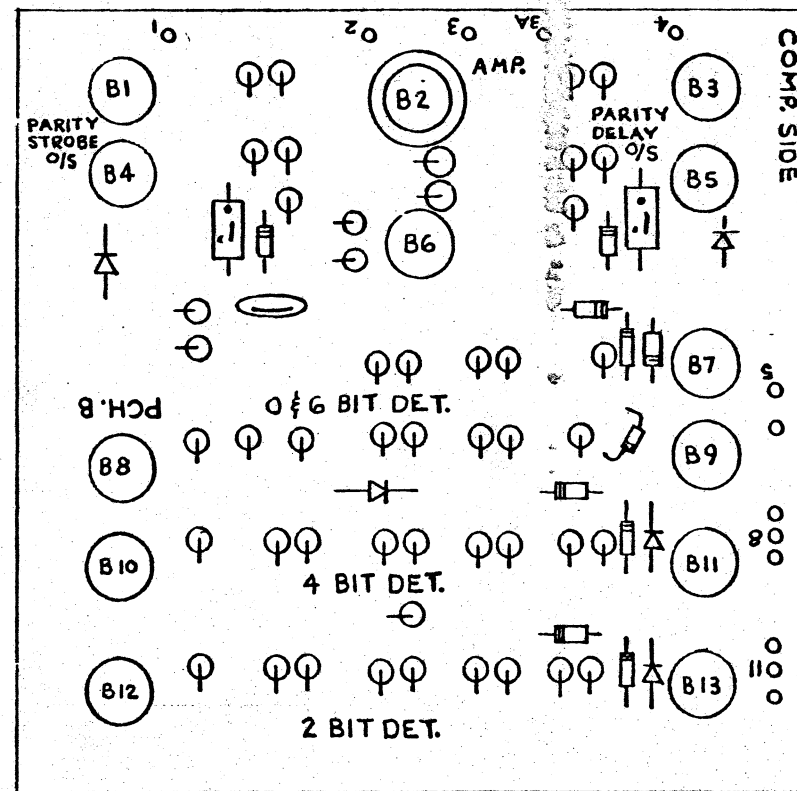 1 2 3 3A 4
COMP. SIDE
B1
B2
AMP.
B3
PARITY
STROBE
O/S
PARITY
DELAY
O/S
B4
B5
.1
.1
B6
B7
5
PCH. B
0 & 6 BIT DET.
B8
B9
8
B10
B11
4 BIT DET.
11
B12
B13
2 BIT DET.